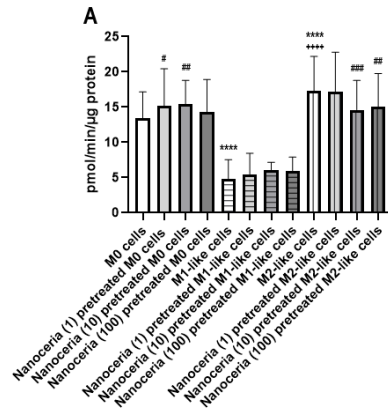 A
pmol/min/µg protein
25
20
15
10
5
0
#
##
****
****
++++
###
##
M0 cells
Nanoceria (1) pretreated M0 cells
Nanoceria (10) pretreated M0 cells
Nanoceria (100) pretreated M0 cells
M1-like cells
Nanoceria (1) pretreated M1-like cells
Nanoceria (10) pretreated M1-like cells
Nanoceria (100) pretreated M1-like cells
M2-like cells
Nanoceria (1) pretreated M2-like cells
Nanoceria (10) pretreated M2-like cells
Nanoceria (100) pretreated M2-like cells